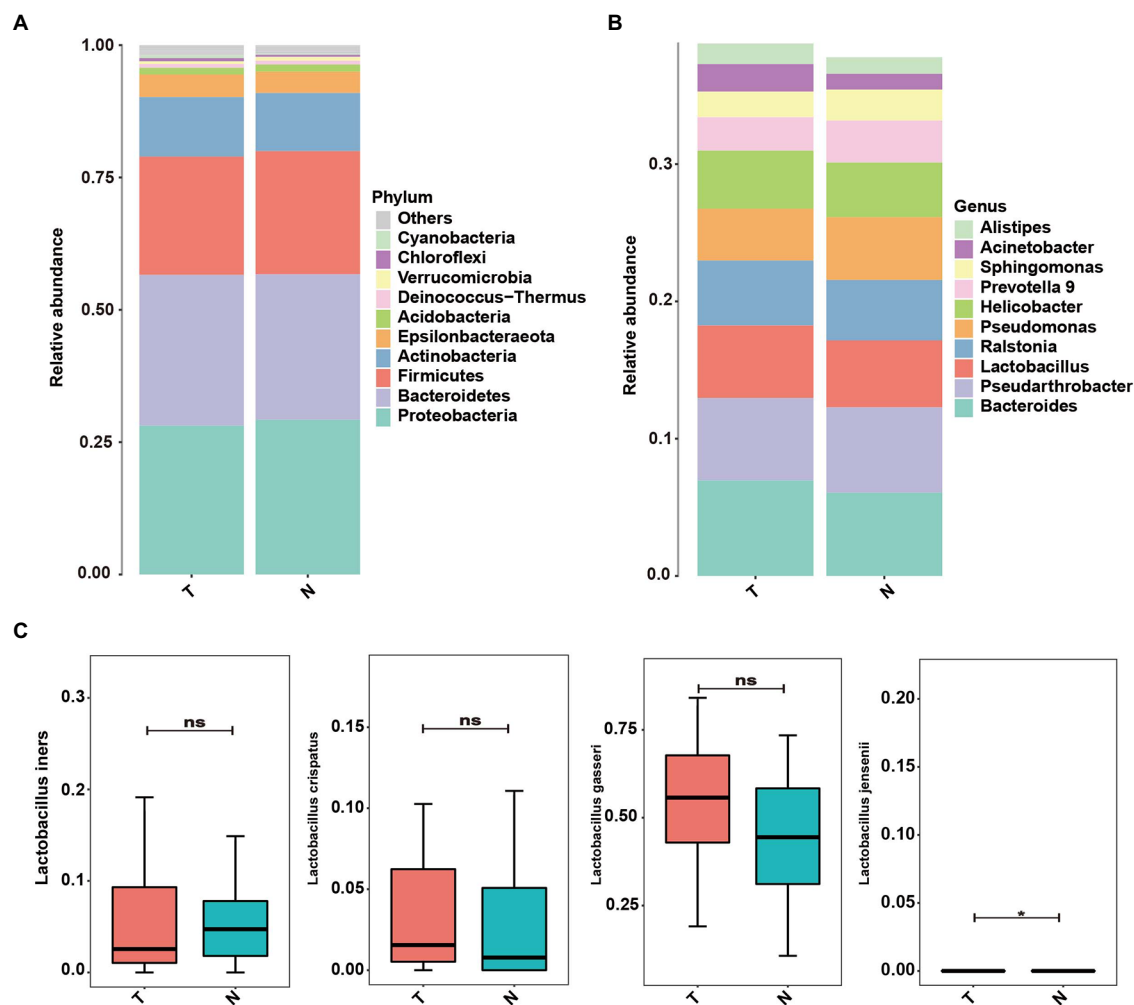 A
1.00
0.75
0.50
0.25
0.00
Relative abundance
T
N
Phylum
Others
Cyanobacteria
Chloroflexi
Verrucomicrobia
Deinococcus−Thermus
Acidobacteria
Epsilonbacteraeota
Actinobacteria
Firmicutes
Bacteroidetes
Proteobacteria
B
0.3
0.2
0.1
0.0
Relative abundance
T
N
Genus
Alistipes
Acinetobacter
Sphingomonas
Prevotella 9
Helicobacter
Pseudomonas
Ralstonia
Lactobacillus
Pseudarthrobacter
Bacteroides
C
Lactobacillus iners
0.3
0.2
0.1
0.0
ns
T
N
Lactobacillus crispatus
0.15
0.10
0.05
0.00
ns
T
N
Lactobacillus gasseri
0.75
0.50
0.25
ns
T
N
Lactobacillus jensenii
0.20
0.15
0.10
0.05
0.00
*
T
N